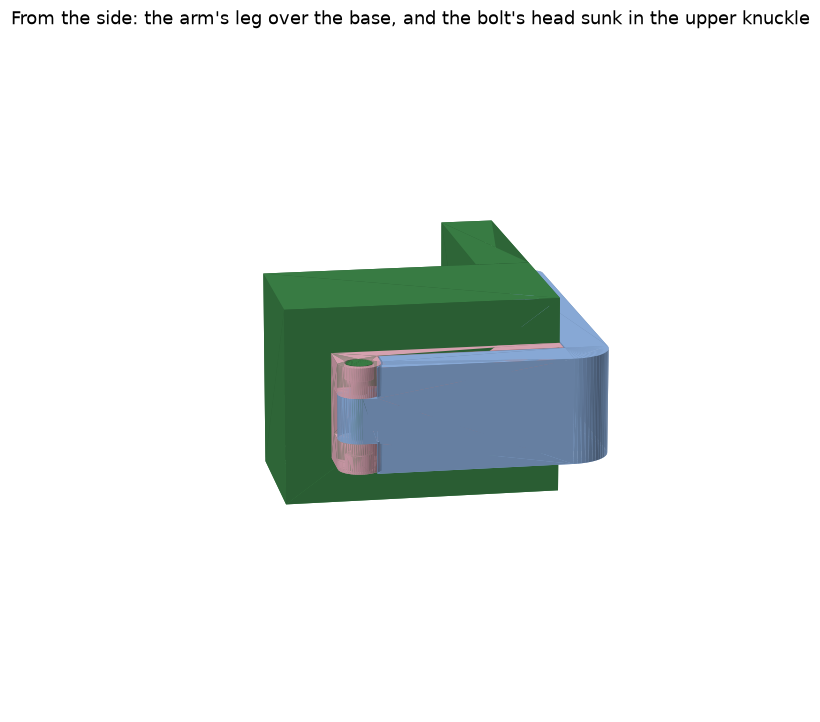 From the side: the arm's leg over the base, and the bolt's head sunk in the upper knuckle